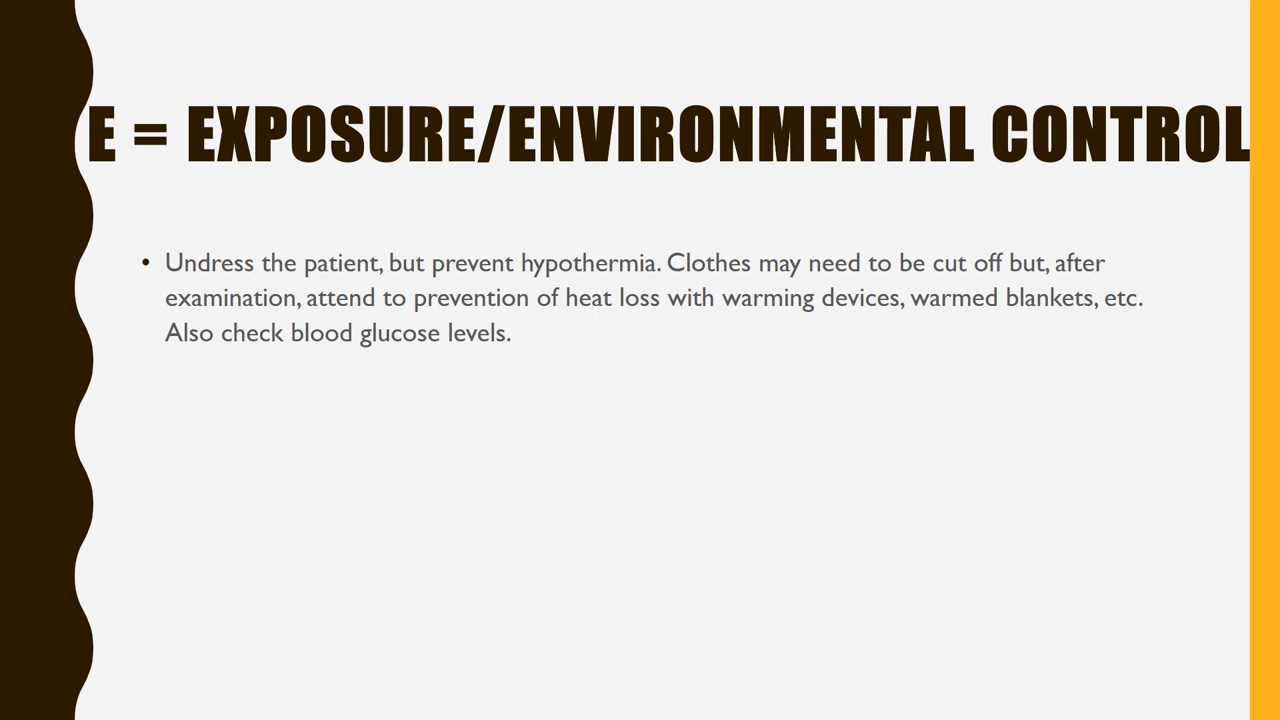 E = EXPOSURE/ENVIRONMENTAL CONTROL
• Undress the patient, but prevent hypothermia. Clothes may need to be cut off but, after
examination, attend to prevention of heat loss with warming devices, warmed blankets, etc.
Also check blood glucose levels.